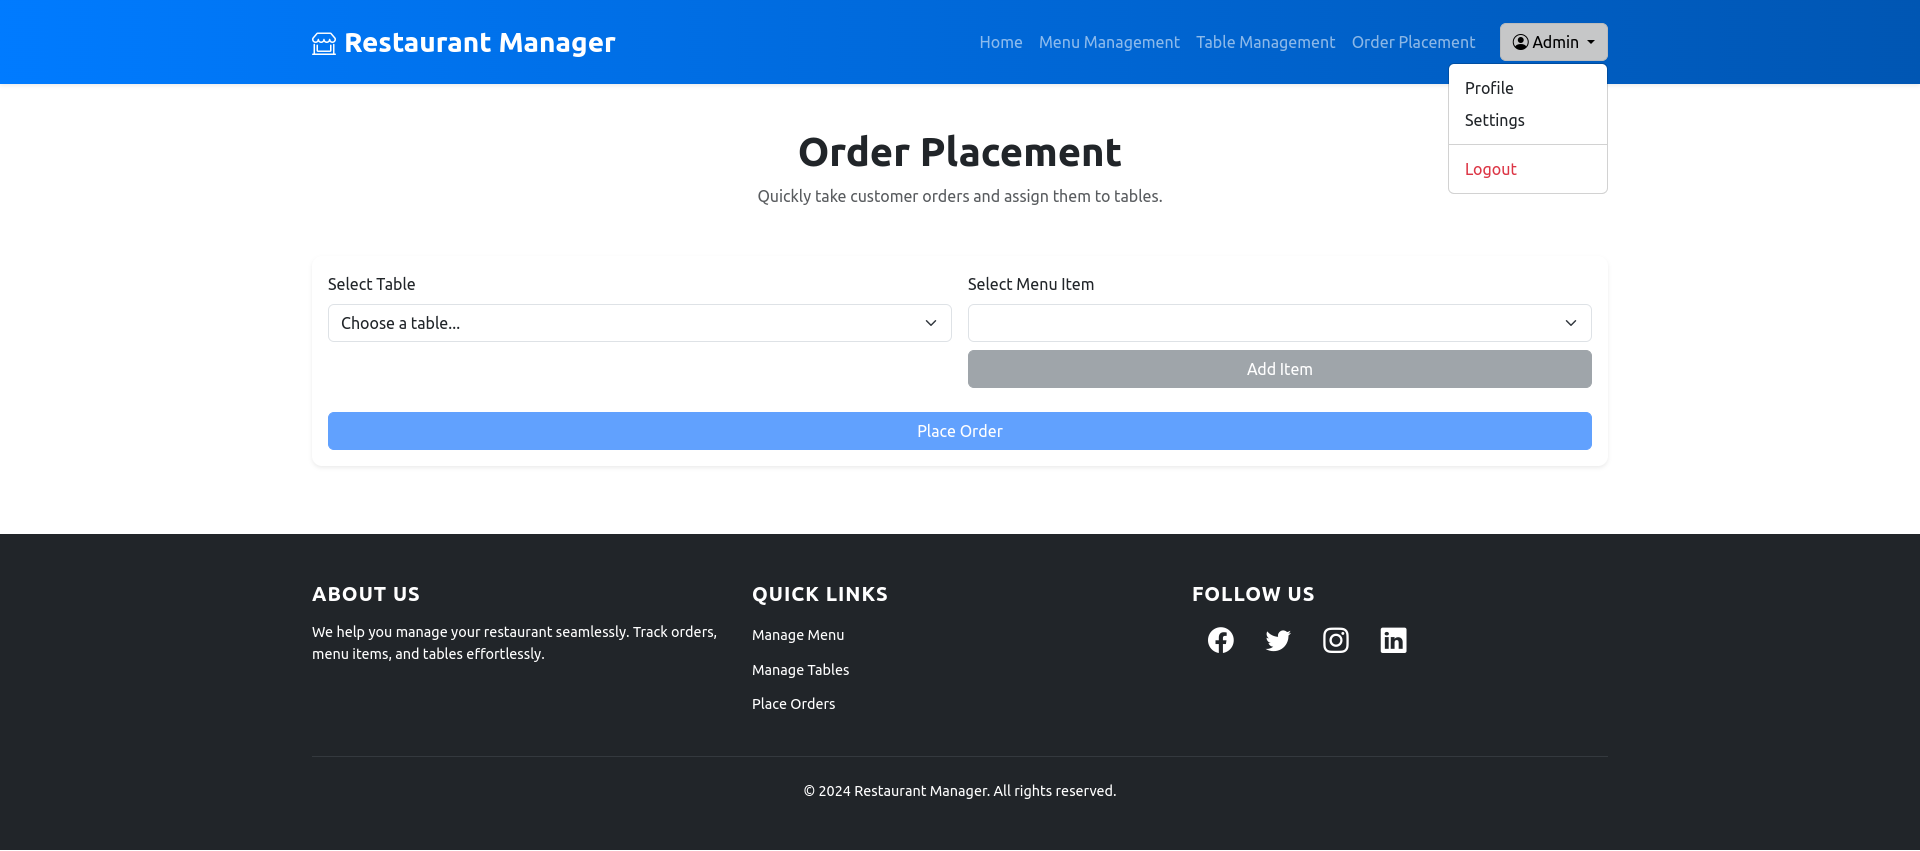 Restaurant Manager
Home Menu Management Table Management Order Placement Admin
Profile
Settings
Logout
Order Placement
Quickly take customer orders and assign them to tables.
Select Table
Choose a table...
Select Menu Item
Add Item
Place Order
ABOUT US
We help you manage your restaurant seamlessly. Track orders,
menu items, and tables effortlessly.
QUICK LINKS
Manage Menu
Manage Tables
Place Orders
FOLLOW US
© 2024 Restaurant Manager. All rights reserved.